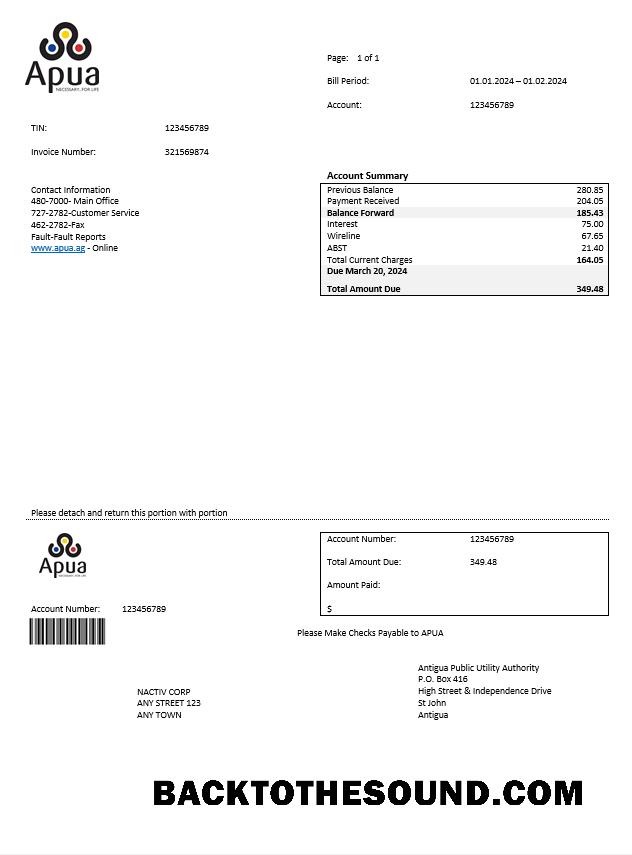 Apua
NECESSARY...FOR LIFE
Page: 1 of 1
Bill Period: 01.01.2024 – 01.02.2024
Account: 123456789
TIN: 123456789
Invoice Number: 321569874
Contact Information
480-7000- Main Office
727-2782-Customer Service
462-2782-Fax
Fault-Fault Reports
www.apua.ag - Online
Account Summary
Previous Balance 280.85
Payment Received 204.05
Balance Forward 185.43
Interest 75.00
Wireline 67.65
ABST 21.40
Total Current Charges 164.05
Due March 20, 2024
Total Amount Due 349.48
Please detach and return this portion with portion
Apua
NECESSARY...FOR LIFE
Account Number: 123456789
Account Number: 123456789
Total Amount Due: 349.48
Amount Paid:
$
Please Make Checks Payable to APUA
NACTIV CORP
ANY STREET 123
ANY TOWN
Antigua Public Utility Authority
P.O. Box 416
High Street & Independence Drive
St John
Antigua
BACKTOTHESOUND.COM